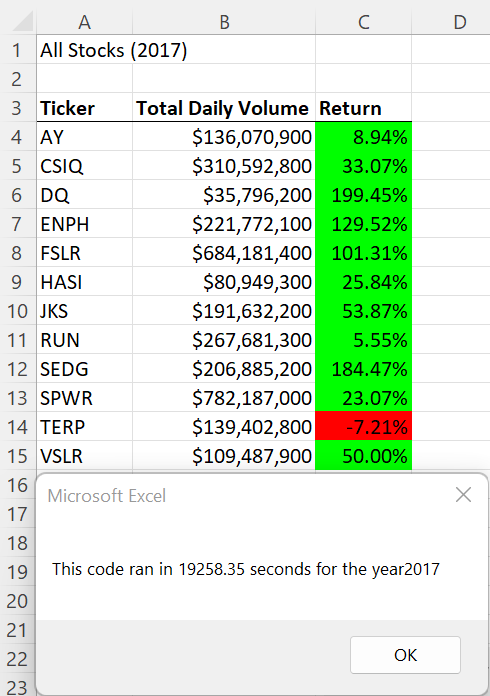 A B C D
1 All Stocks (2017)
2
3 Ticker Total Daily Volume Return
4 AY $136,070,900 8.94%
5 CSIQ $310,592,800 33.07%
6 DQ $35,796,200 199.45%
7 ENPH $221,772,100 129.52%
8 FSLR $684,181,400 101.31%
9 HASI $80,949,300 25.84%
10 JKS $191,632,200 53.87%
11 RUN $267,681,300 5.55%
12 SEDG $206,885,200 184.47%
13 SPWR $782,187,000 23.07%
14 TERP $139,402,800 -7.21%
15 VSLR $109,487,900 50.00%
16 Microsoft Excel
17
18
19 This code ran in 19258.35 seconds for the year2017
20
21
22 OK
23